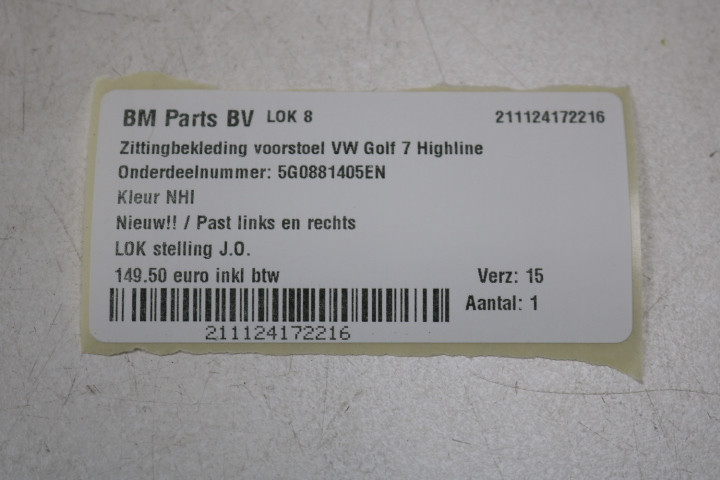 BM Parts BV LOK 8 211124172216
Zittingbekleding voorstoel VW Golf 7 Highline
Onderdeelnummer: 5G0881405EN
Kleur NHI
Nieuw!! / Past links en rechts
LOK stelling J.O.
149.50 euro inkl btw Verz: 15
Aantal: 1
211124172216